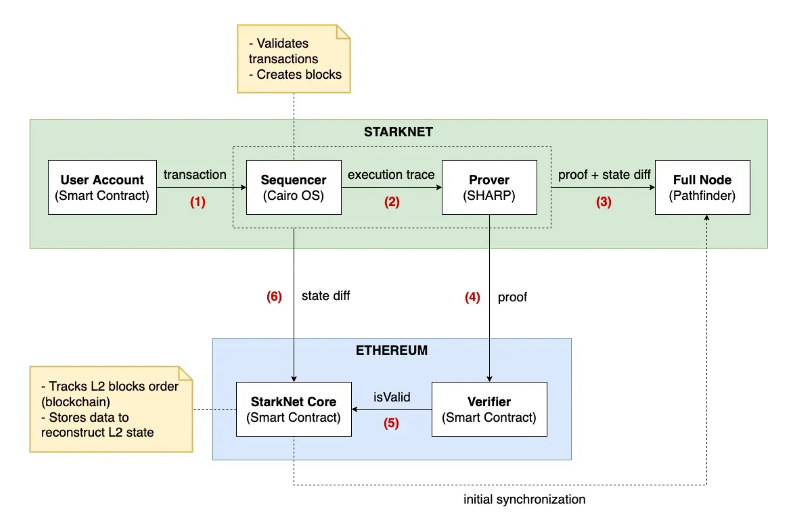 - Validates
transactions
- Creates blocks
STARKNET
User Account
(Smart Contract)
transaction
(1)
Sequencer
(Cairo OS)
execution trace
(2)
Prover
(SHARP)
proof + state diff
(3)
Full Node
(Pathfinder)
(6)
state diff
(4)
proof
ETHEREUM
- Tracks L2 blocks order
(blockchain)
- Stores data to
reconstruct L2 state
StarkNet Core
(Smart Contract)
isValid
(5)
Verifier
(Smart Contract)
initial synchronization